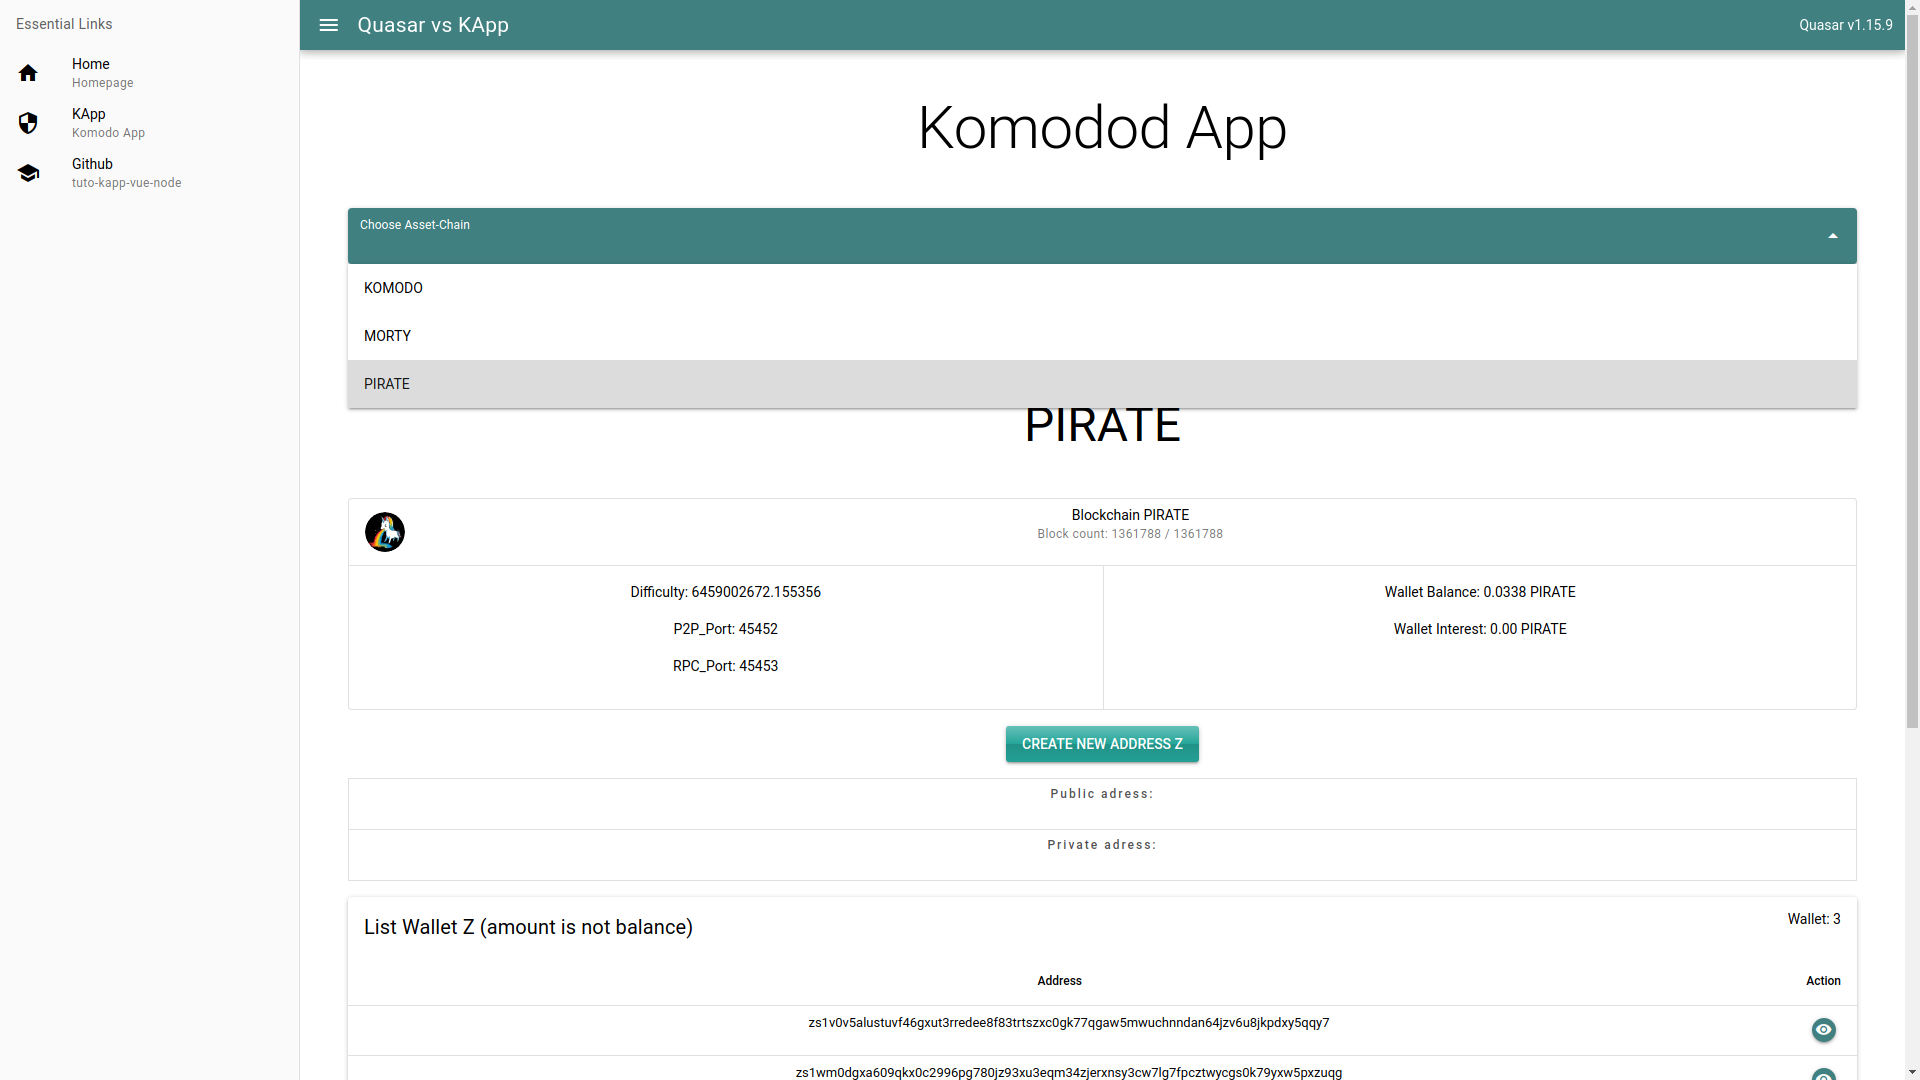 Essential Links
Home
Homepage
KApp
Komodo App
Github
tuto-kapp-vue-node
Quasar vs KApp
Quasar v1.15.9
Komodod App
Choose Asset-Chain
KOMODO
MORTY
PIRATE
PIRATE
Blockchain PIRATE
Block count: 1361788 / 1361788
Difficulty: 6459002672.155356
P2P_Port: 45452
RPC_Port: 45453
Wallet Balance: 0.0338 PIRATE
Wallet Interest: 0.00 PIRATE
CREATE NEW ADDRESS Z
Public adress:
Private adress:
List Wallet Z (amount is not balance)
Wallet: 3
Address
Action
zs1v0v5alustuvf46gxut3rredee8f83trtszxc0gk77qgaw5mwuchnndan64jzv6u8jkpdxy5qqy7
zs1wm0dgxa609qkx0c2996pg780jz93xu3eqm34zjerxnsy3cw7lg7fpcztwycgs0k79yxw5pxzuqg